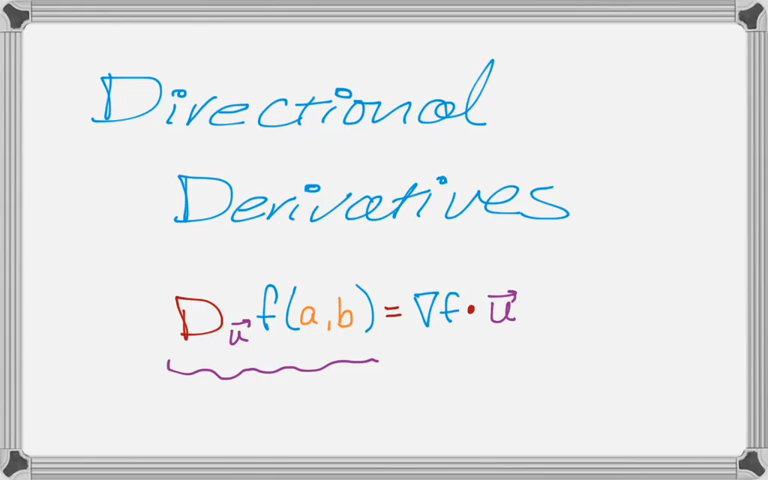 Directional
Derivatives
D_u⃗ f(a,b) = ∇f • u⃗